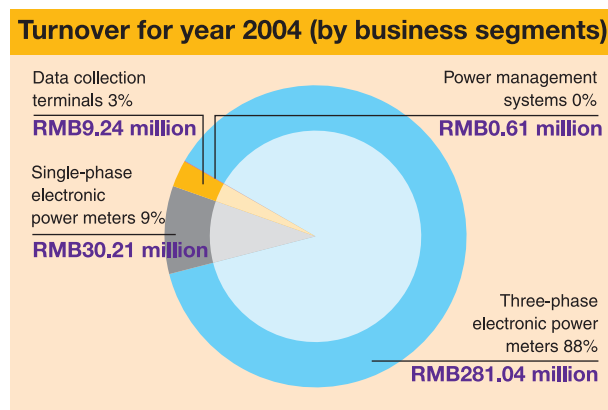 Turnover for year 2004 (by business segments)
Data collection
terminals 3%
RMB9.24 million
Power management
systems 0%
RMB0.61 million
Single-phase
electronic
power meters 9%
RMB30.21 million
Three-phase
electronic power
meters 88%
RMB281.04 million